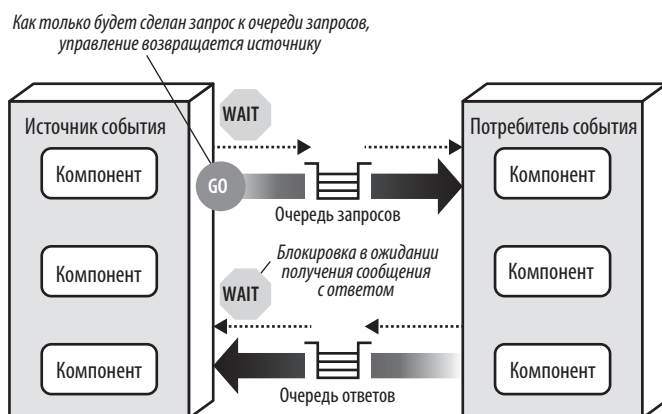 Как только будет сделан запрос к очереди запросов,
управление возвращается источнику
Источник события
WAIT
Потребитель события
Компонент
GO
Компонент
Очередь запросов
Компонент
Блокировка в ожидании
получения сообщения
с ответом
WAIT
Компонент
Компонент
Компонент
Очередь ответов